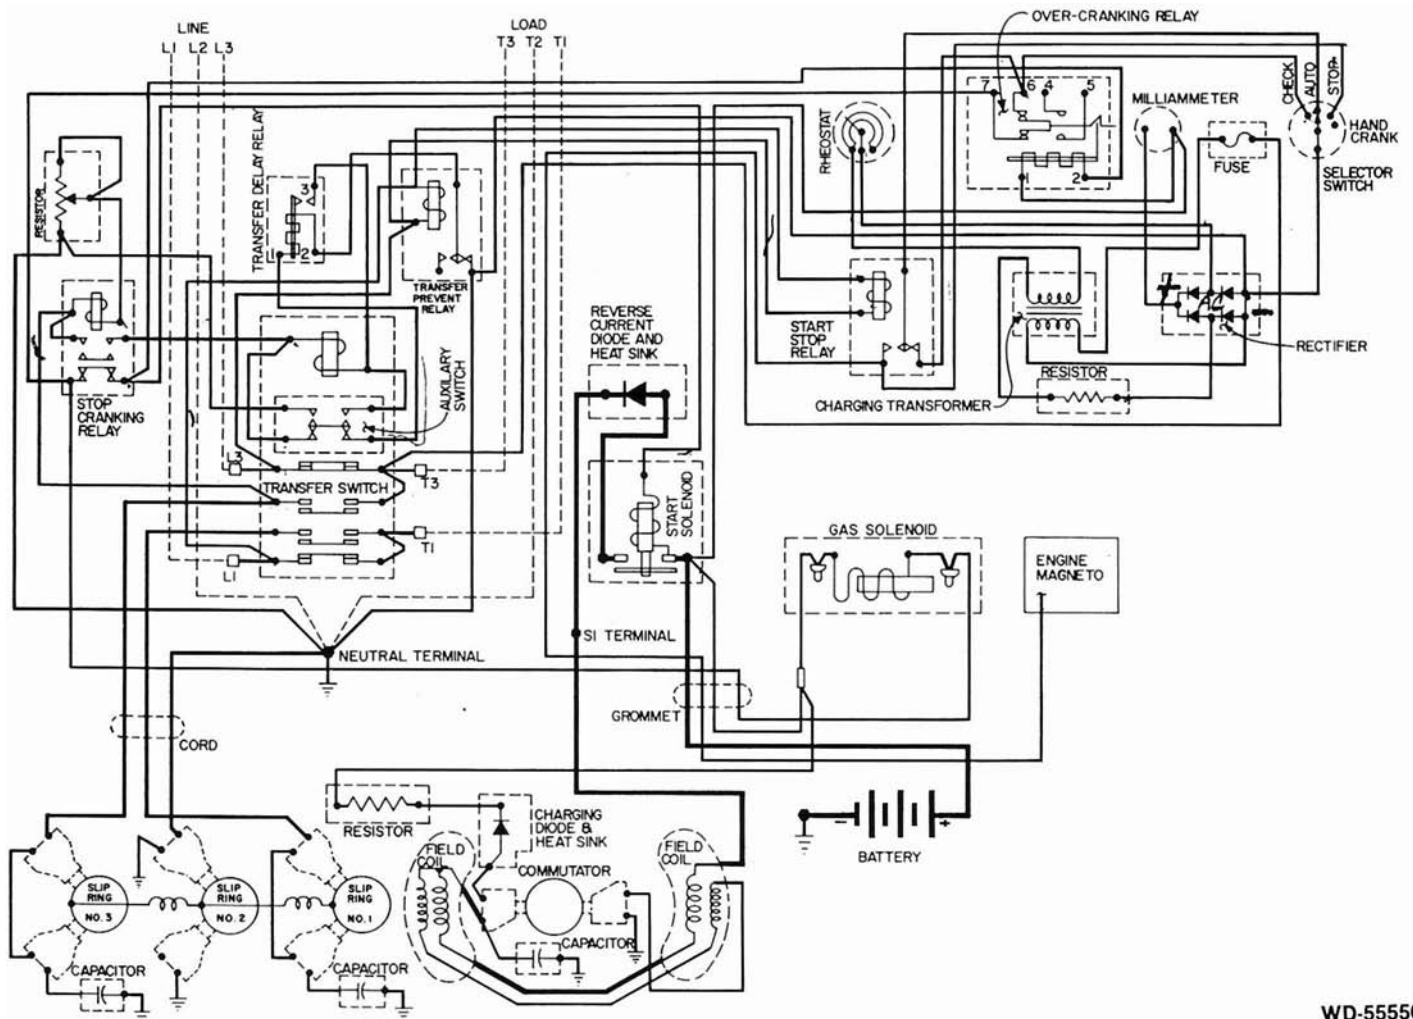 LINE
L1 L2 L3
LOAD
T3 T2 T1
OVER-CRANKING RELAY
7 6 4 5
1 2
MILLIAMMETER
CHECK
AUTO
STOP
HAND
CRANK
SELECTOR
SWITCH
RHEOSTAT
FUSE
RESISTOR
TRANSFER DELAY RELAY
3
1 2
TRANSFER
PREVENT
RELAY
START
STOP
RELAY
REVERSE
CURRENT
DIODE AND
HEAT SINK
AC
RECTIFIER
RESISTOR
CHARGING TRANSFORMER
STOP
CRANKING
RELAY
AUXILARY
SWITCH
L3
TRANSFER SWITCH
T3
T1
L1
START
SOLENOID
GAS SOLENOID
ENGINE
MAGNETO
S1 TERMINAL
NEUTRAL TERMINAL
GROMMET
CORD
RESISTOR
CHARGING
DIODE &
HEAT SINK
BATTERY
- +
FIELD
COIL
COMMUTATOR
FIELD
COIL
SLIP
RING
NO. 3
SLIP
RING
NO. 2
SLIP
RING
NO. 1
CAPACITOR
CAPACITOR
CAPACITOR